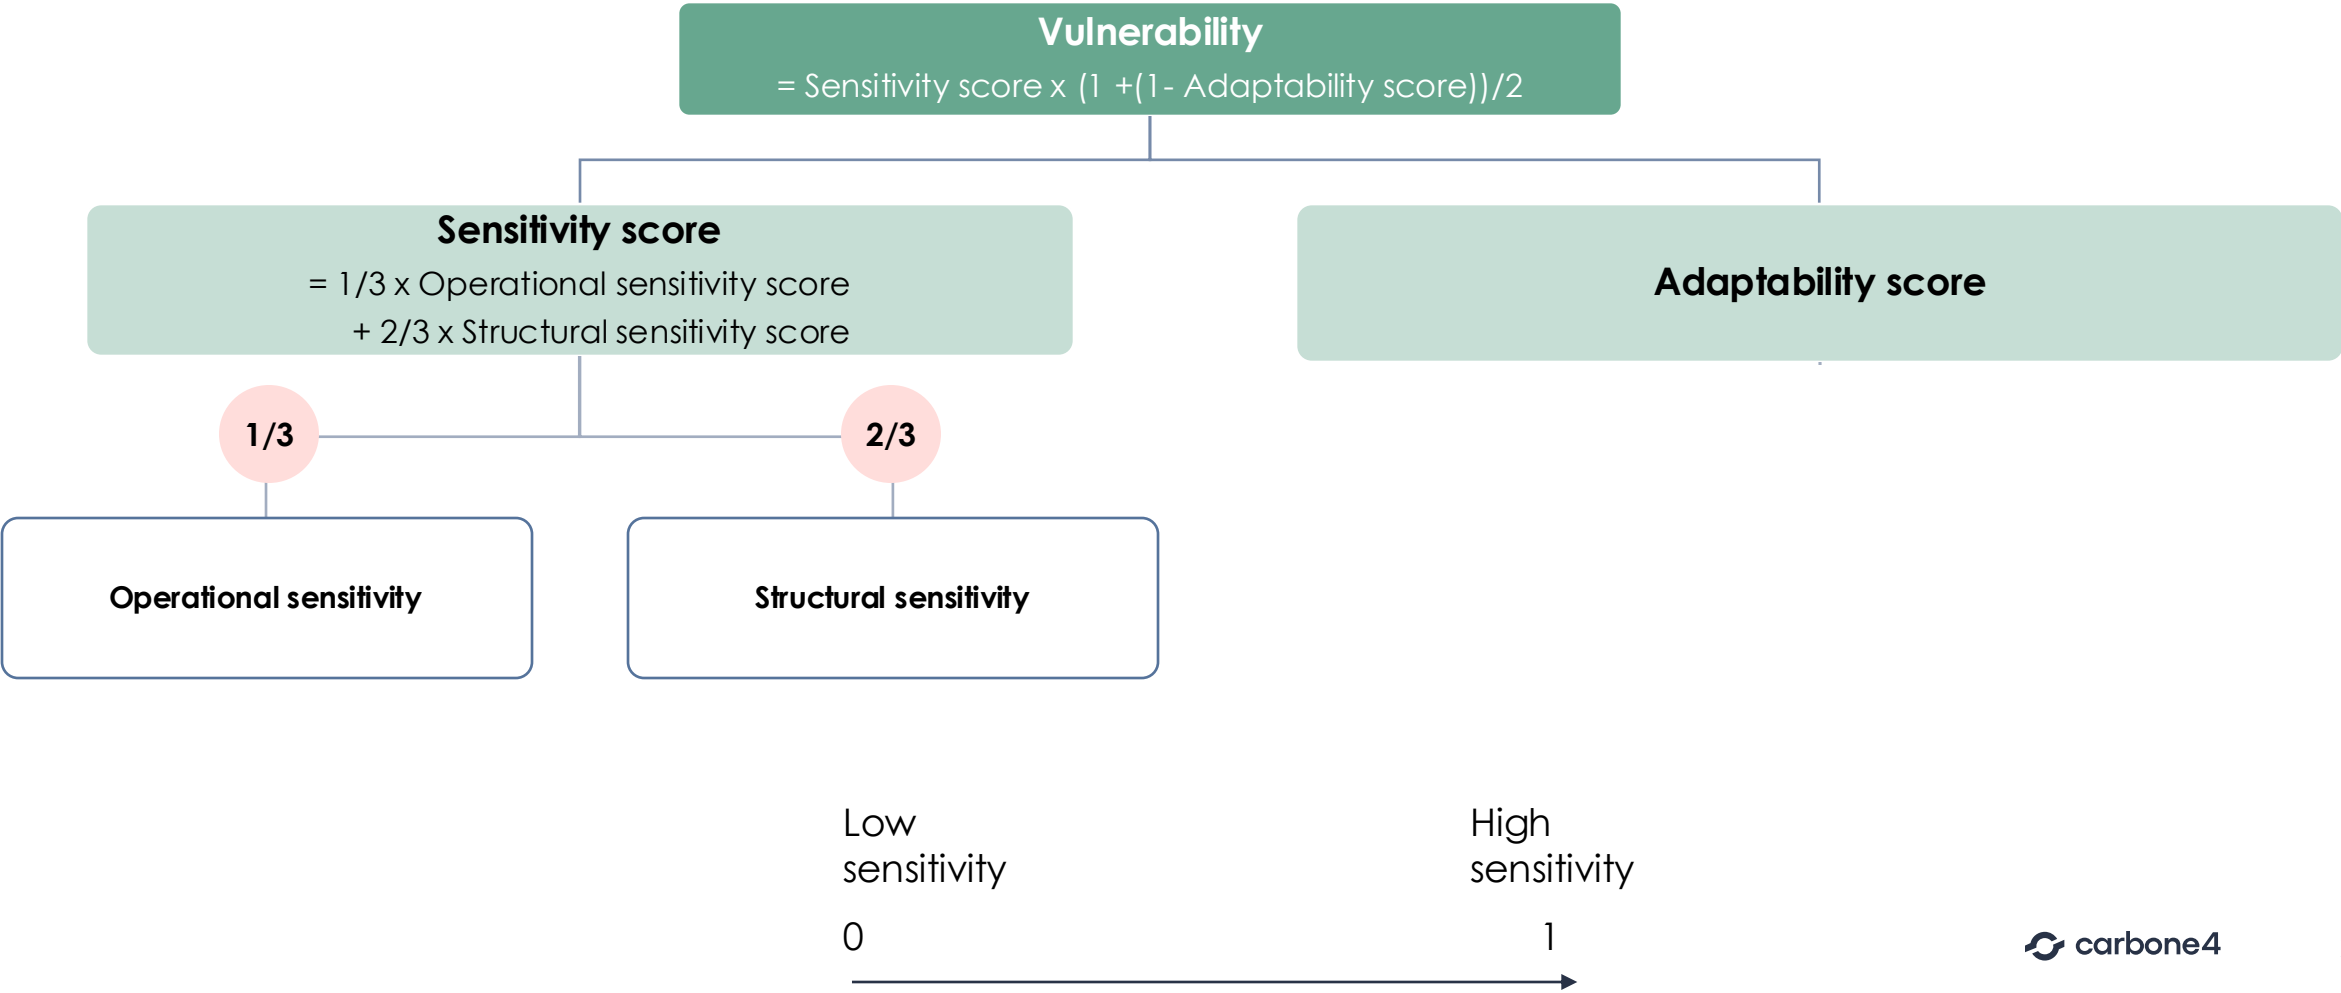 Vulnerability
= Sensitivity score x (1 +(1- Adaptability score))/2
Sensitivity score
= 1/3 x Operational sensitivity score
+ 2/3 x Structural sensitivity score
Adaptability score
1/3
2/3
Operational sensitivity
Structural sensitivity
Low
sensitivity
High
sensitivity
0
1
carbone4